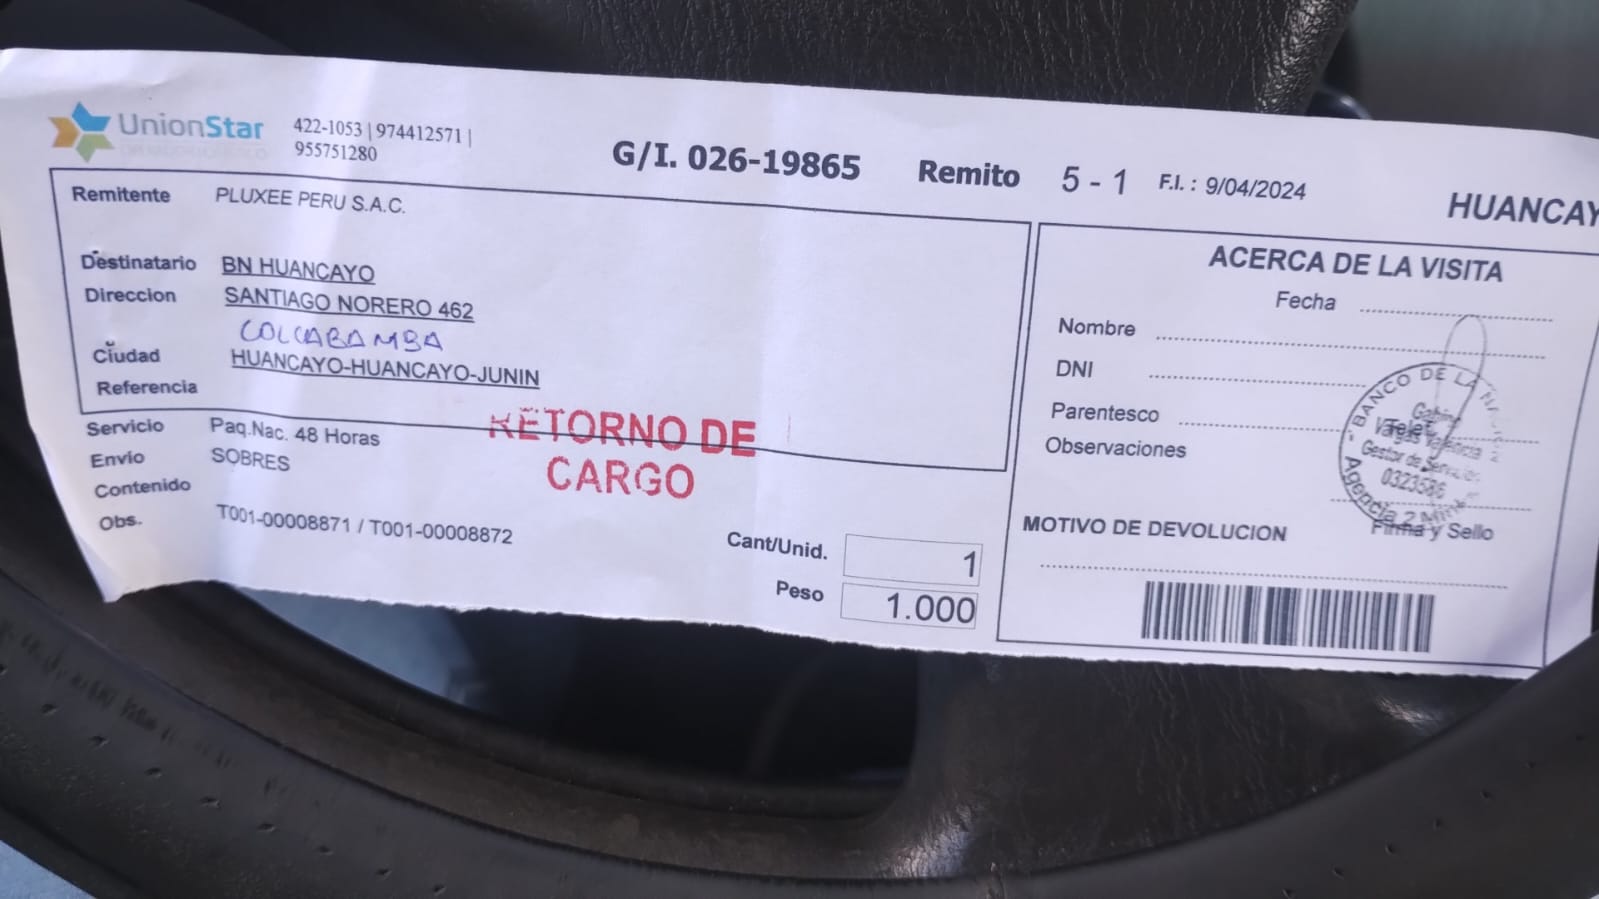 UnionStar
422-1053 | 974412571 |
955751280
G/I. 026-19865 Remito 5 - 1 F.I. : 9/04/2024
HUANCAY
Remitente PLUXEE PERU S.A.C.
Destinatario BN HUANCAYO
Direccion SANTIAGO NORERO 462
COLCABAMBA
Ciudad HUANCAYO-HUANCAYO-JUNIN
Referencia
Servicio Paq.Nac. 48 Horas
Envío SOBRES
Contenido
Obs. T001-00008871 / T001-00008872
RETORNO DE
CARGO
Cant/Unid. 1
Peso 1.000
ACERCA DE LA VISITA
Fecha
Nombre
DNI
Parentesco
Telef.
Observaciones
BANCO DE LA
Gestor de
0323586
Agencia 2
Firma y Sello
MOTIVO DE DEVOLUCION